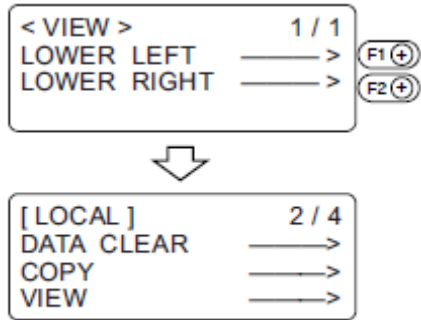 < VIEW > 1 / 1
LOWER LEFT ———> F1 (+)
LOWER RIGHT ———> F2 (+)
[ LOCAL ] 2 / 4
DATA CLEAR ———>
COPY ———>
VIEW ———>